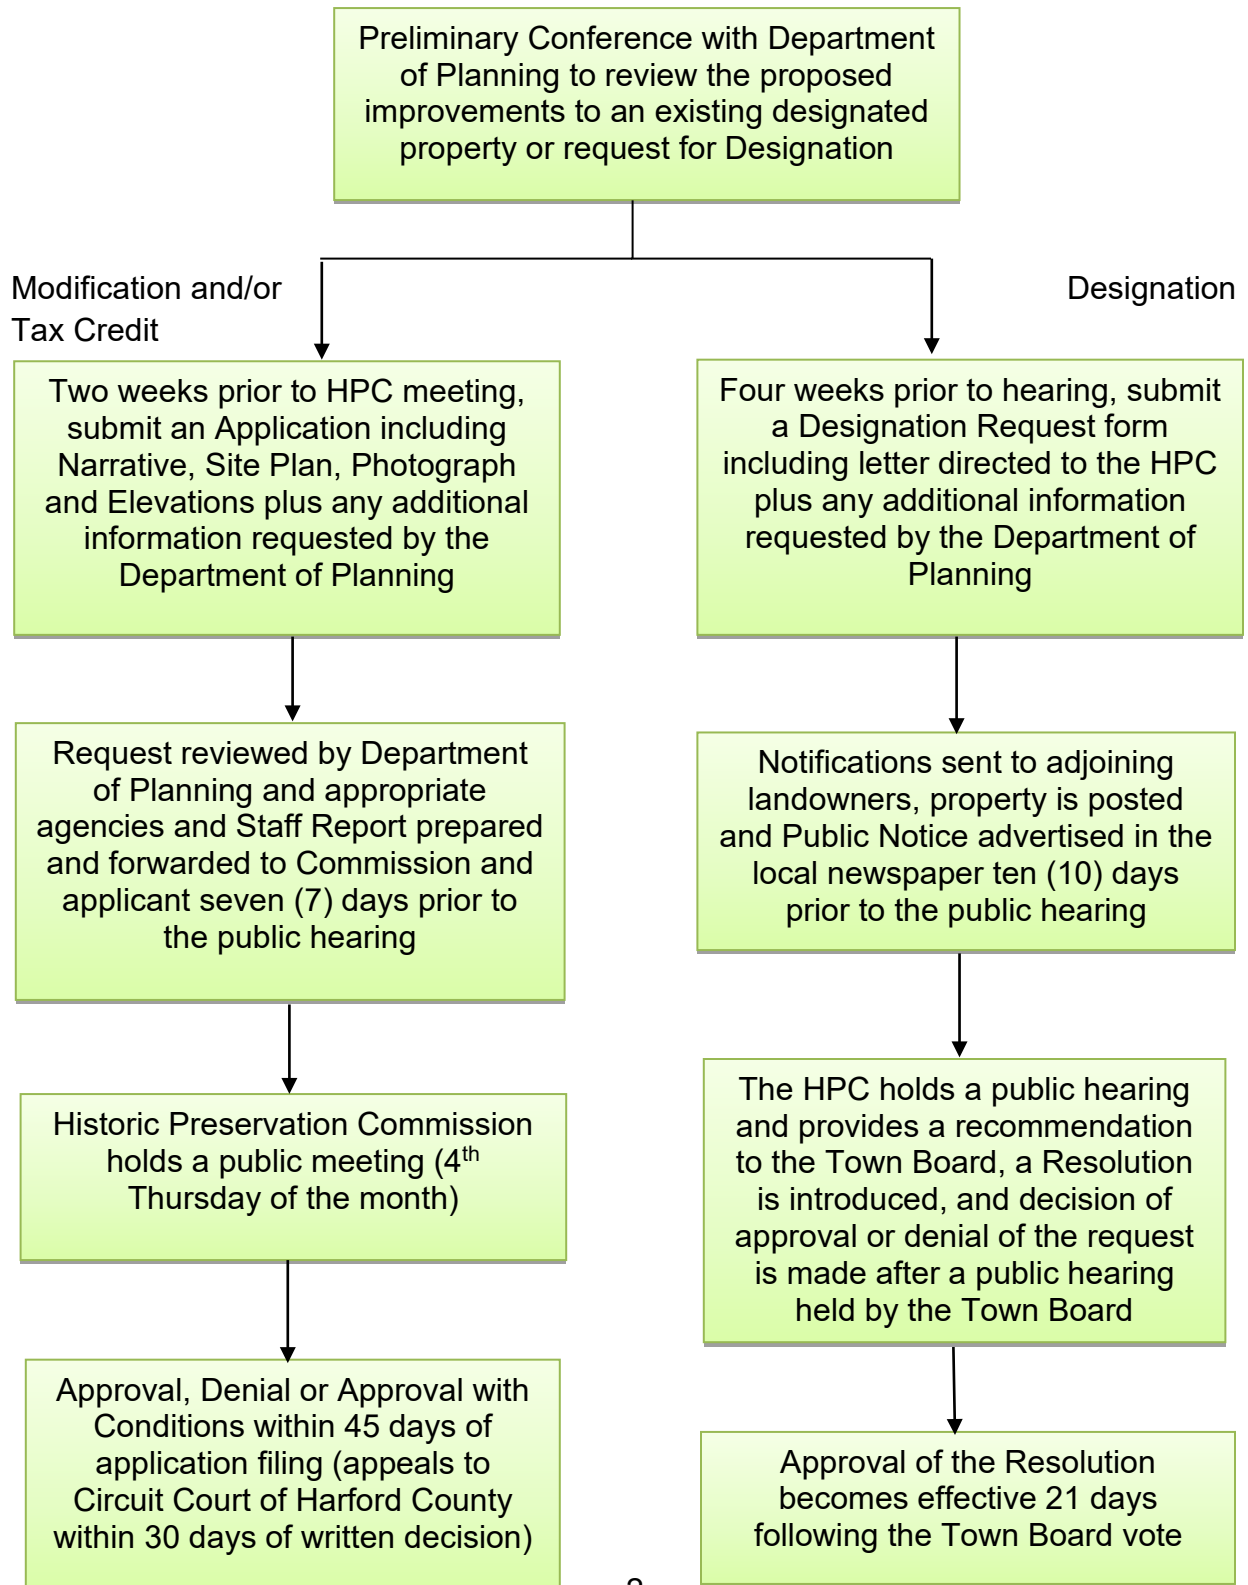 Preliminary Conference with Department
of Planning to review the proposed
improvements to an existing designated
property or request for Designation
Modification and/or
Tax Credit
Designation
Two weeks prior to HPC meeting,
submit an Application including
Narrative, Site Plan, Photograph
and Elevations plus any additional
information requested by the
Department of Planning
Four weeks prior to hearing, submit
a Designation Request form
including letter directed to the HPC
plus any additional information
requested by the Department of
Planning
Request reviewed by Department
of Planning and appropriate
agencies and Staff Report prepared
and forwarded to Commission and
applicant seven (7) days prior to
the public hearing
Notifications sent to adjoining
landowners, property is posted
and Public Notice advertised in the
local newspaper ten (10) days
prior to the public hearing
Historic Preservation Commission
holds a public meeting (4th
Thursday of the month)
The HPC holds a public hearing
and provides a recommendation
to the Town Board, a Resolution
is introduced, and decision of
approval or denial of the request
is made after a public hearing
held by the Town Board
Approval, Denial or Approval with
Conditions within 45 days of
application filing (appeals to
Circuit Court of Harford County
within 30 days of written decision)
Approval of the Resolution
becomes effective 21 days
following the Town Board vote